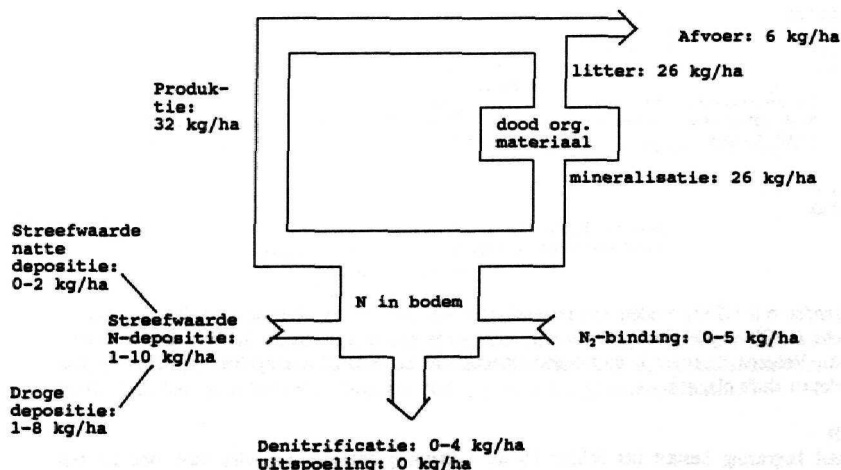 Afvoer: 6 kg/ha
litter: 26 kg/ha
Produk-
tie:
32 kg/ha
dood org.
materiaal
mineralisatie: 26 kg/ha
Streefwaarde
natte
depositie:
0-2 kg/ha
N in bodem
Streefwaarde
N-depositie:
1-10 kg/ha
N₂-binding: 0-5 kg/ha
Droge
depositie:
1-8 kg/ha
Denitrificatie: 0-4 kg/ha
Uitspoeling: 0 kg/ha